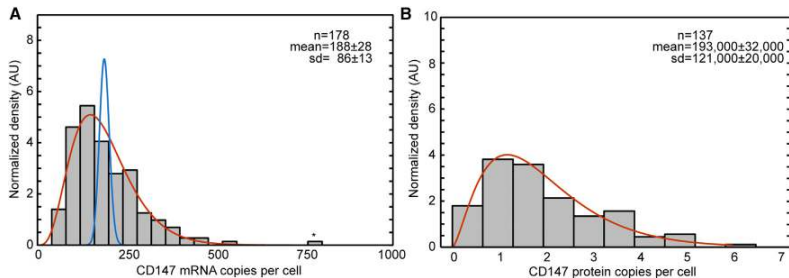 A
n=178
mean=188±28
sd= 86±13
Normalized density (AU)
8
6
4
2
0
*
0
250
500
750
1000
CD147 mRNA copies per cell
B
n=137
mean=193,000±32,000
sd=121,000±20,000
Normalized density (AU)
10
8
6
4
2
0
0
1
2
3
4
5
6
7
CD147 protein copies per cell